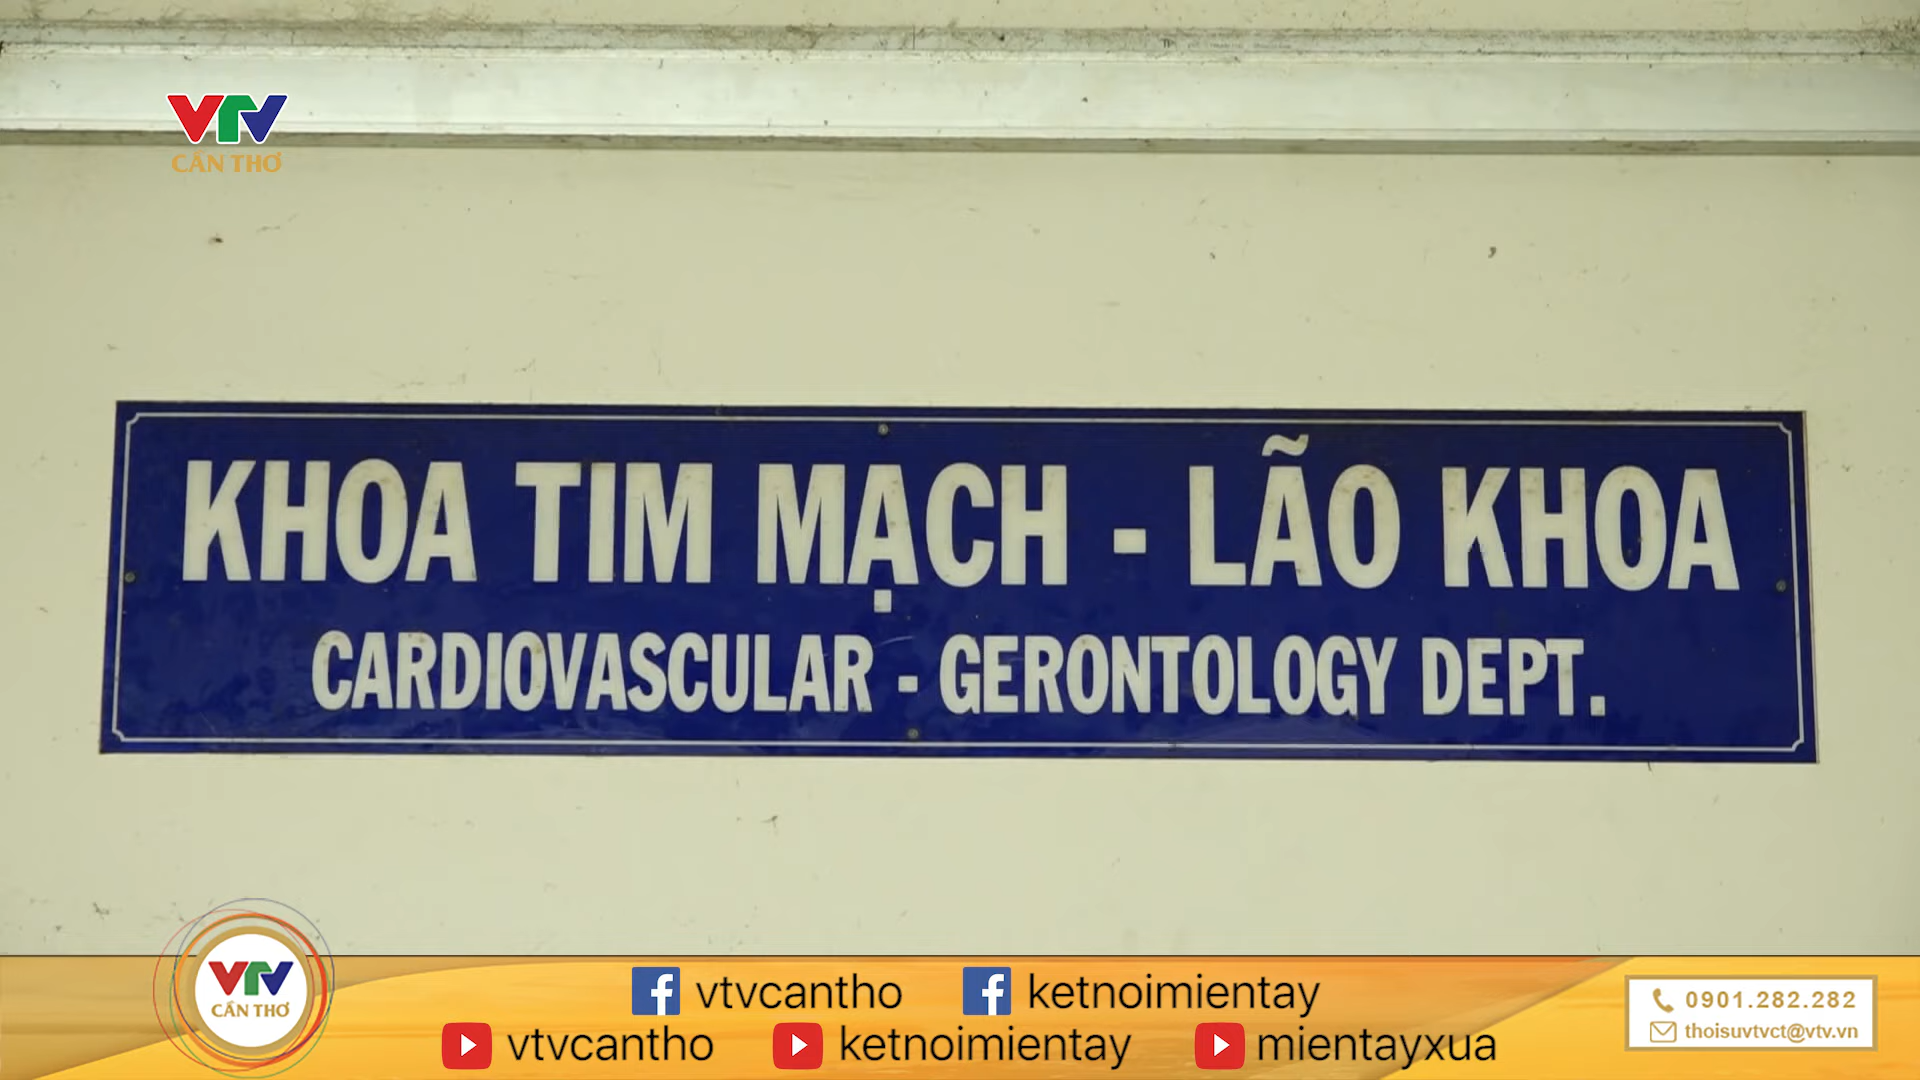 VTV
CẦN THƠ
KHOA TIM MẠCH - LÃO KHOA
CARDIOVASCULAR - GERONTOLOGY DEPT.
VTV
CẦN THƠ
vtvcantho ketnoimientay
vtvcantho ketnoimientay mientayxua
0901.282.282
thoisuvtvct@vtv.vn